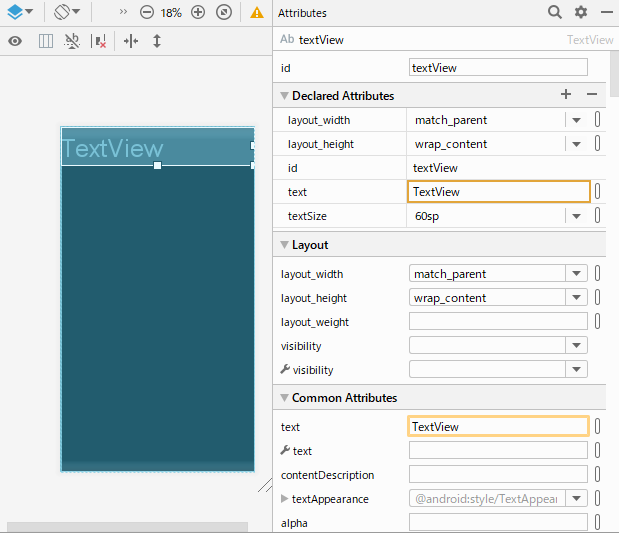 18%
Attributes
Ab textView TextView
id textView
Declared Attributes
layout_width match_parent
layout_height wrap_content
id textView
text TextView
textSize 60sp
Layout
layout_width match_parent
layout_height wrap_content
layout_weight
visibility
visibility
Common Attributes
text TextView
text
contentDescription
textAppearance @android:style/TextAppear
alpha
TextView